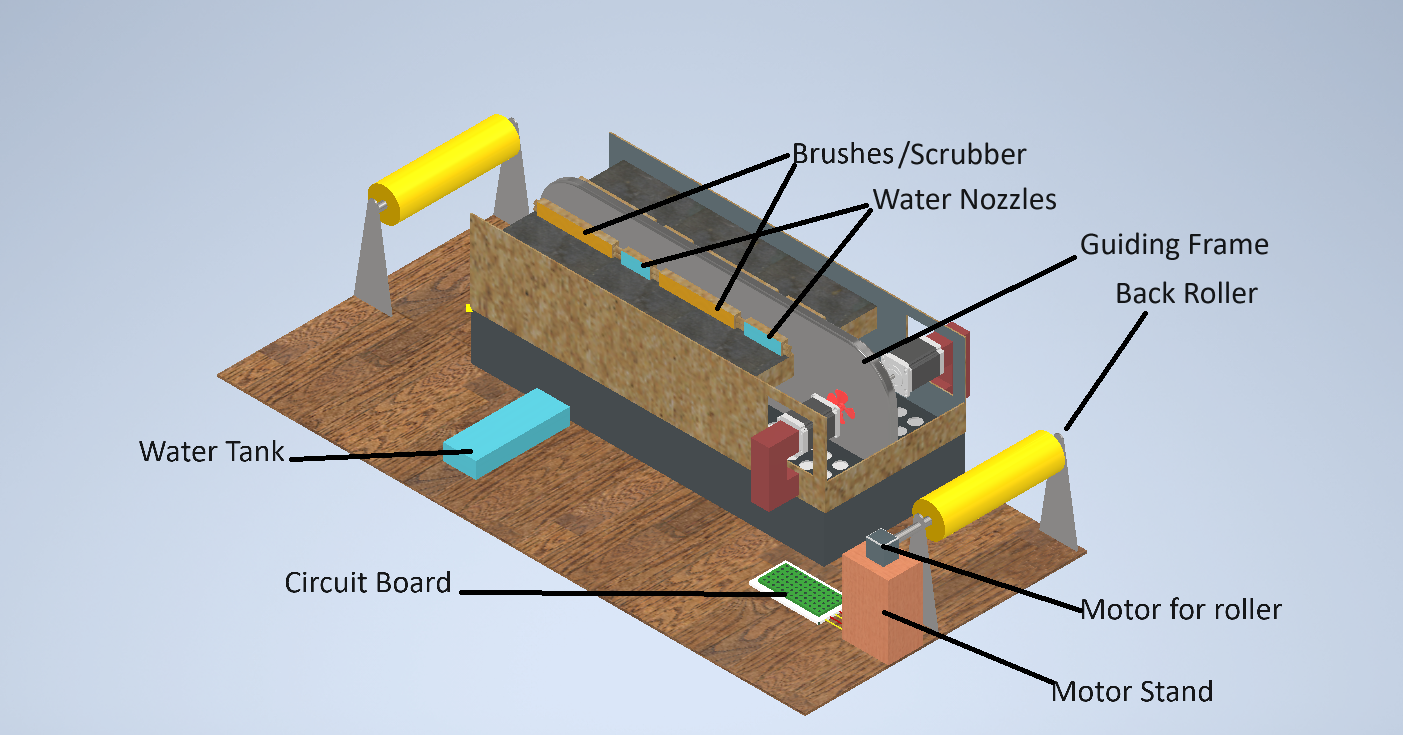 Brushes/Scrubber
Water Nozzles
Guiding Frame
Back Roller
Water Tank
Circuit Board
Motor for roller
Motor Stand